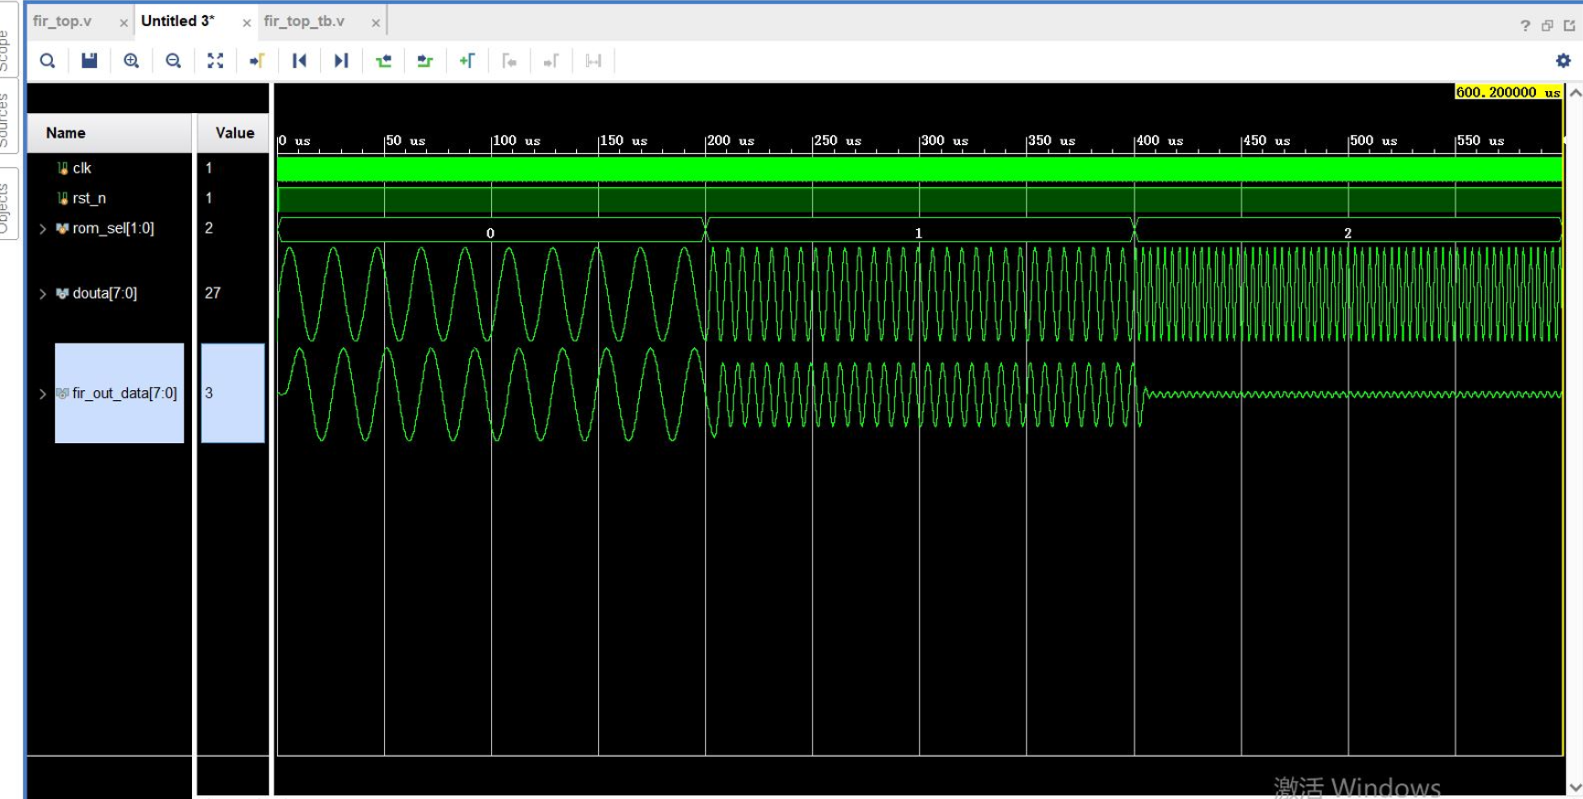 fir_top.v × Untitled 3* × fir_top_tb.v ×
?
Scope
Sources
Objects
600.200000 us
Name Value
0 us 50 us 100 us 150 us 200 us 250 us 300 us 350 us 400 us 450 us 500 us 550 us
clk 1
rst_n 1
rom_sel[1:0] 2 0 1 2
douta[7:0] 27
fir_out_data[7:0] 3
激活 Windows